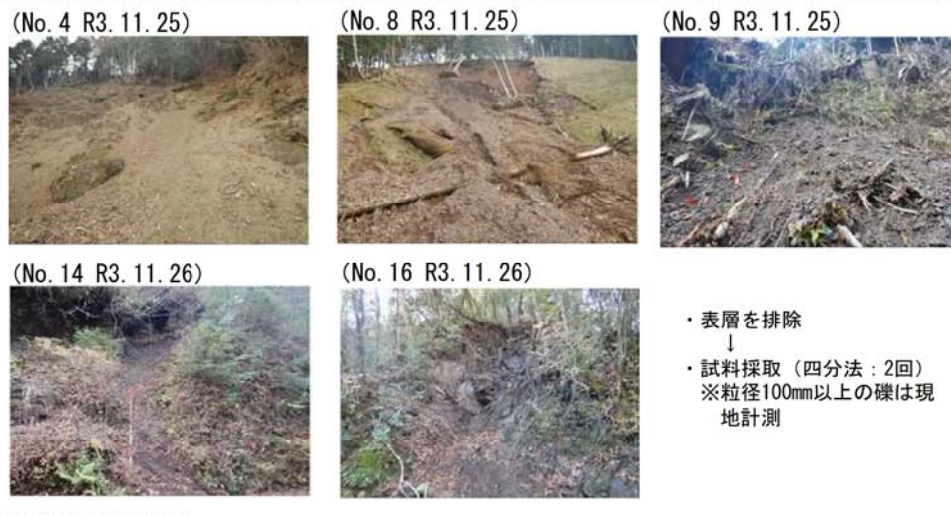 (No. 4 R3. 11. 25)
(No. 8 R3. 11. 25)
(No. 9 R3. 11. 25)
(No. 14 R3. 11. 26)
(No. 16 R3. 11. 26)
・表層を排除
↓
・試料採取（四分法：2回）
※粒径100mm以上の礫は現
地計測